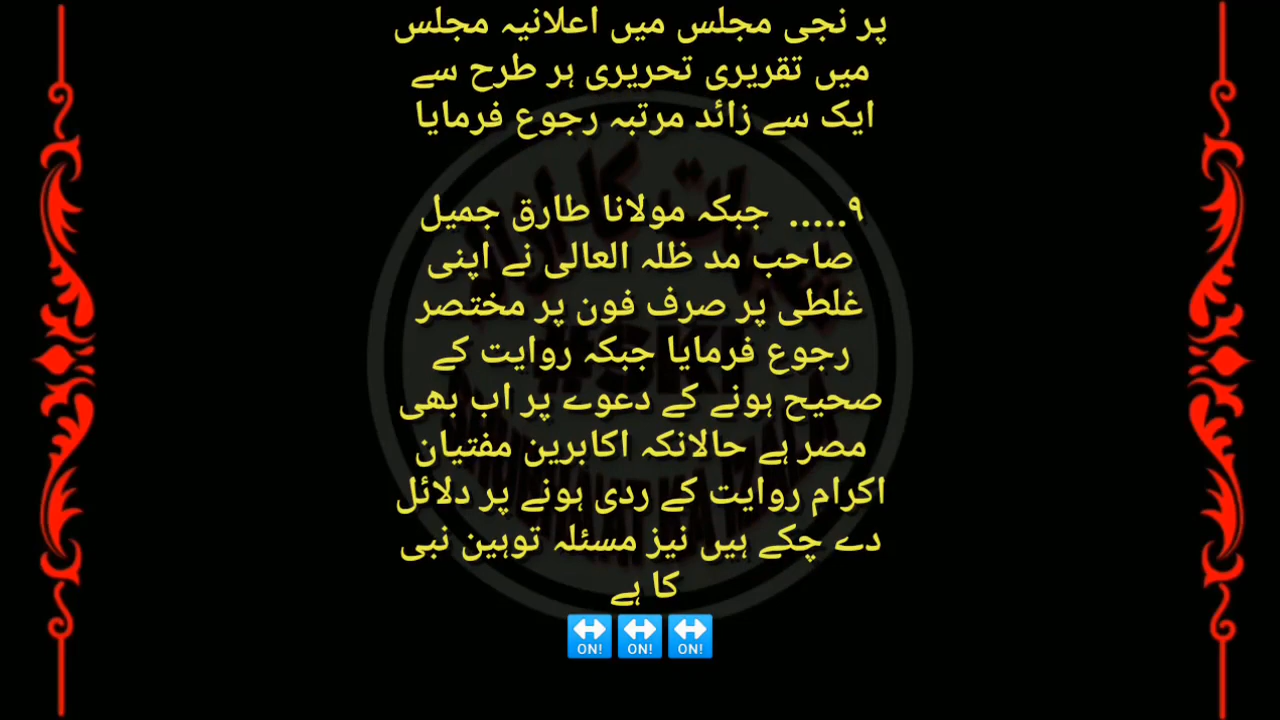 پر نجی مجلس میں اعلانیہ مجلس
میں تقریری تحریری ہر طرح سے
ایک سے زائد مرتبہ رجوع فرمایا
۹..... جبکہ مولانا طارق جمیل
صاحب مد ظلہ العالی نے اپنی
غلطی پر صرف فون پر مختصر
رجوع فرمایا جبکہ روایت کے
صحیح ہونے کے دعوے پر اب بھی
مصر ہے حالانکہ اکابرین مفتیان
اکرام روایت کے ردی ہونے پر دلائل
دے چکے ہیں نیز مسئلہ توہین نبی
کا ہے
ON! ON! ON!